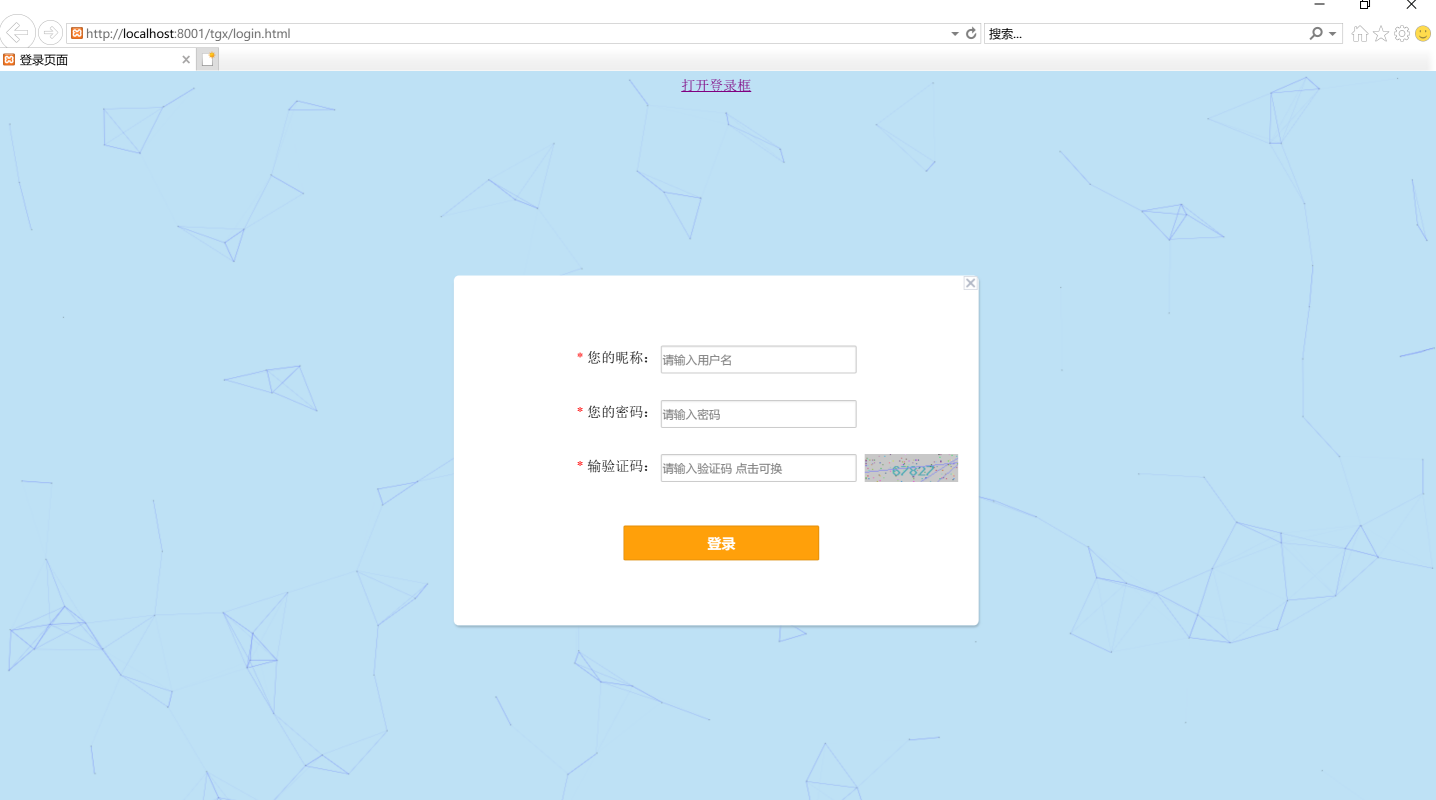 http://localhost:8001/tgx/login.html
搜索...
登录页面
打开登录框
* 您的昵称： 请输入用户名
* 您的密码： 请输入密码
* 输验证码： 请输入验证码 点击可换 67827
登录